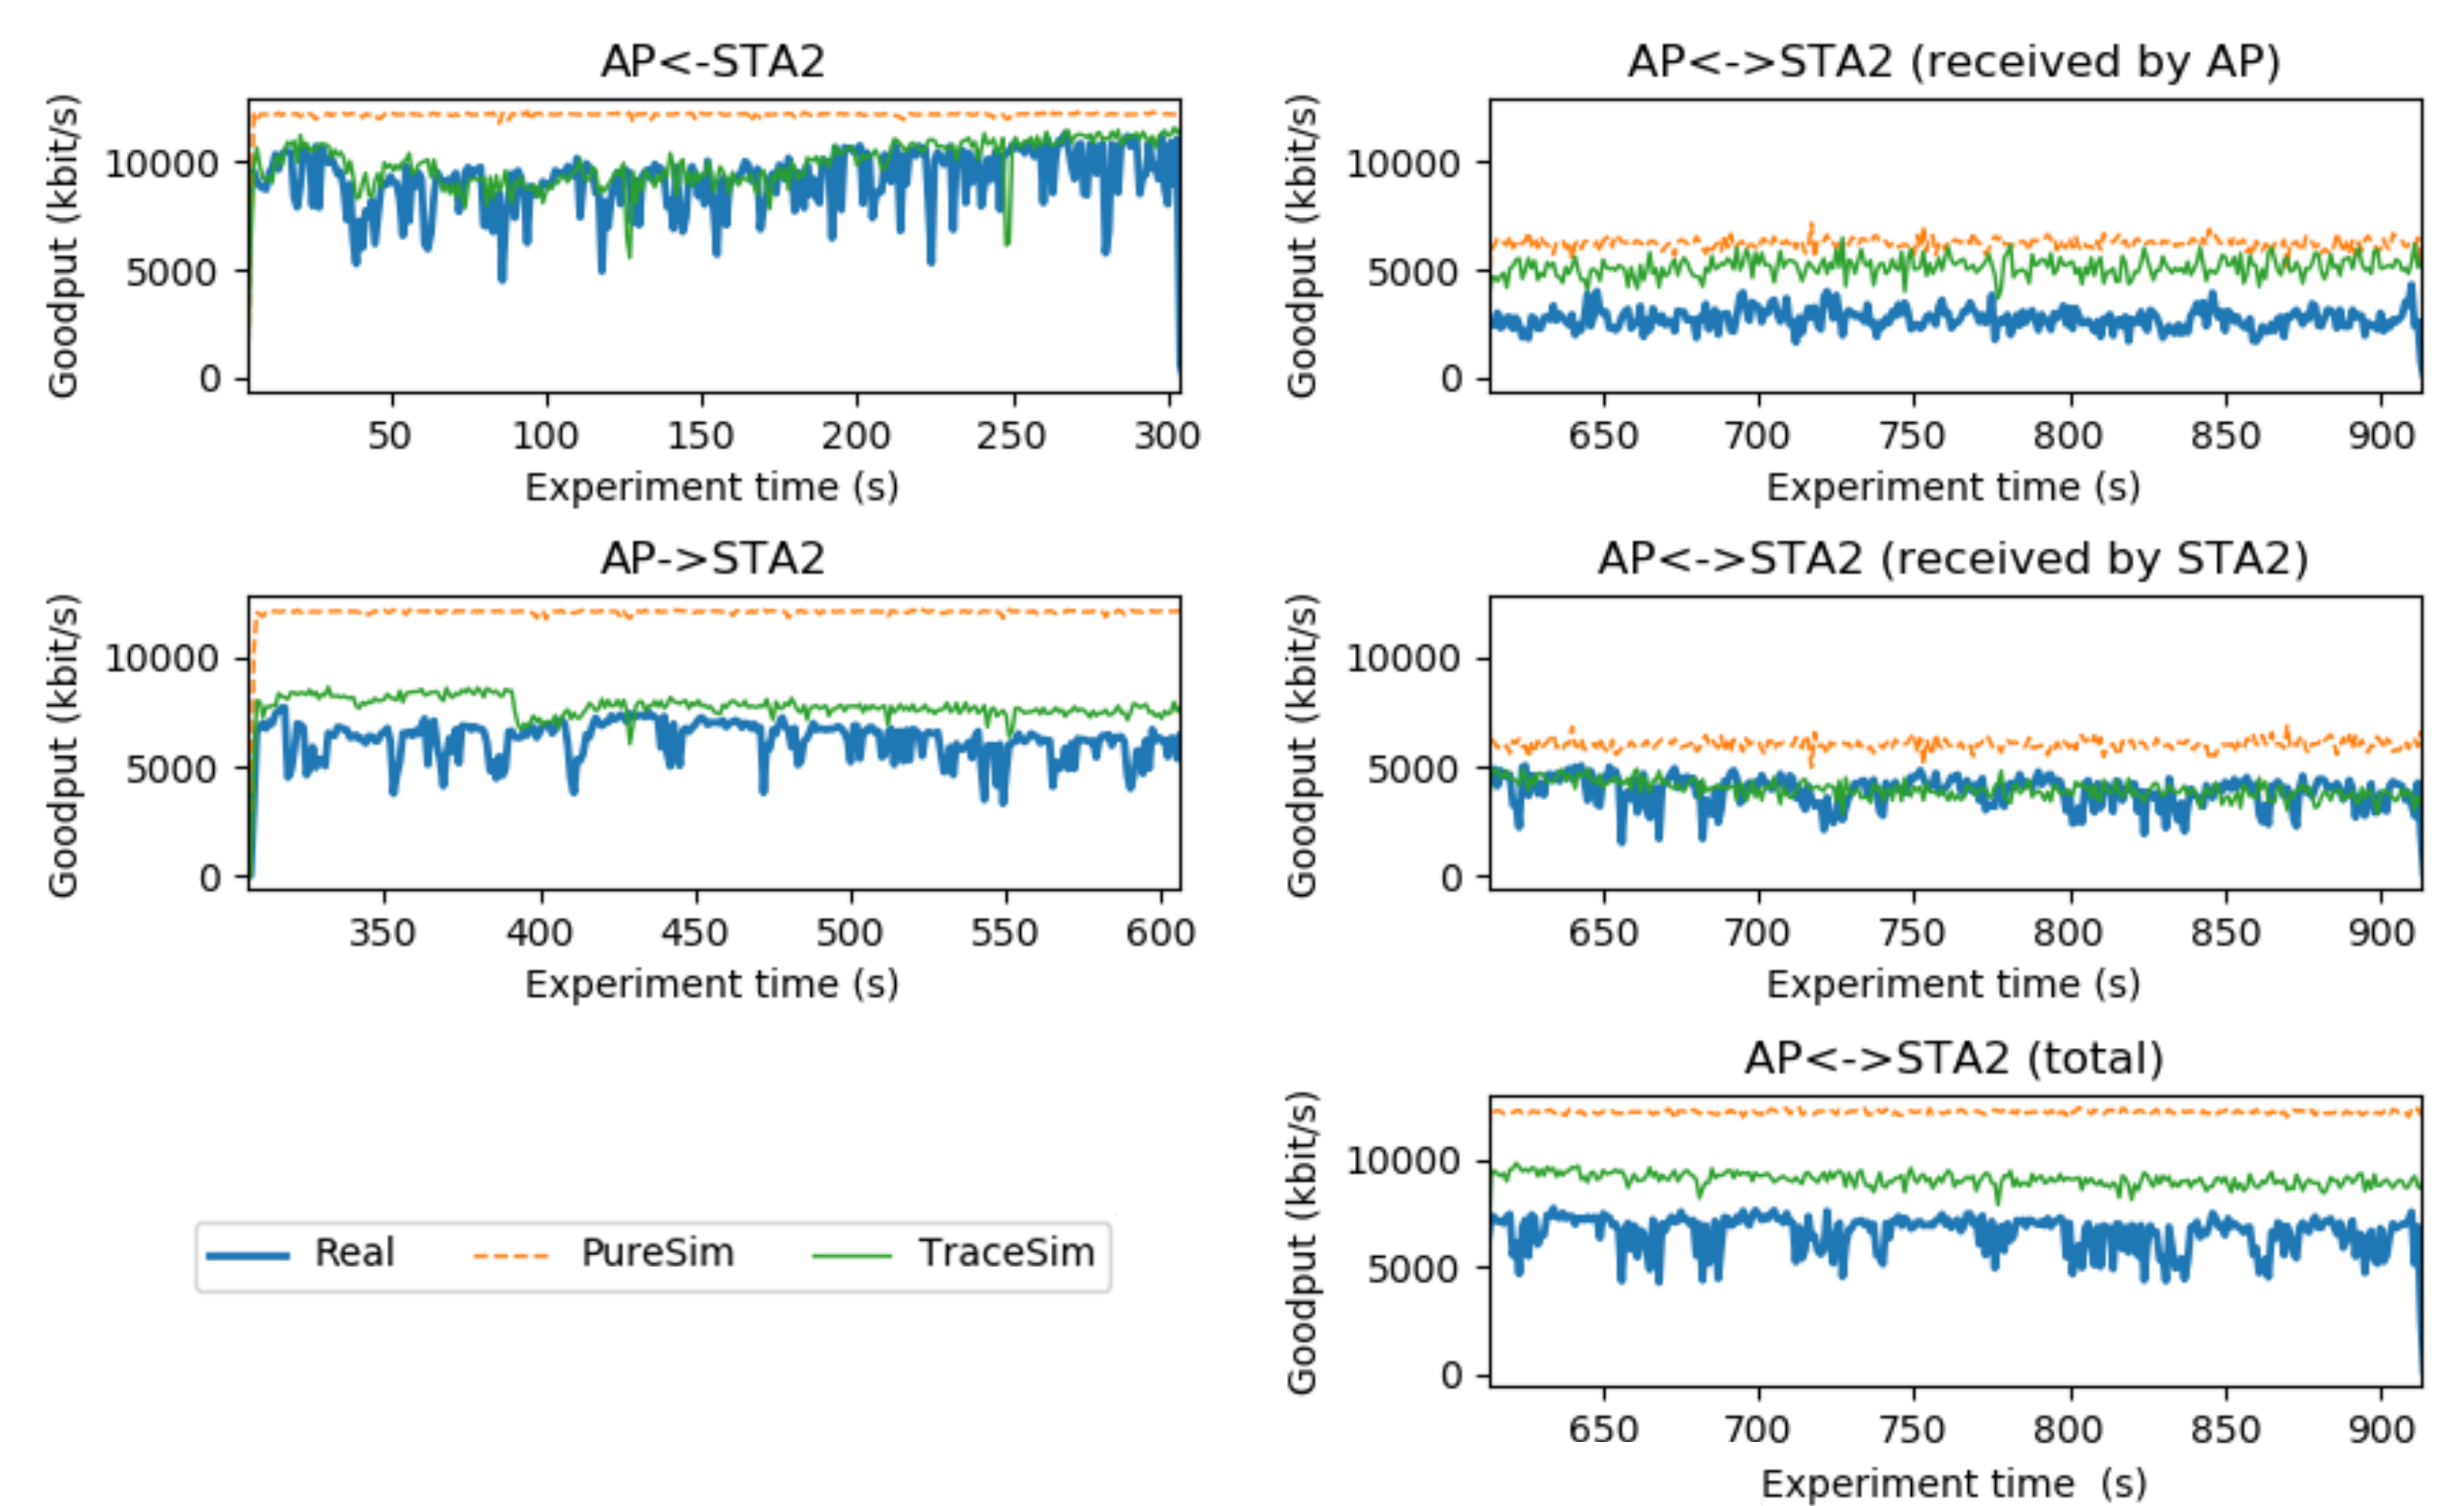 AP<-STA2
Goodput (kbit/s)
10000
5000
0
50 100 150 200 250 300
Experiment time (s)
AP<->STA2 (received by AP)
Goodput (kbit/s)
10000
5000
0
650 700 750 800 850 900
Experiment time (s)
AP->STA2
Goodput (kbit/s)
10000
5000
0
350 400 450 500 550 600
Experiment time (s)
AP<->STA2 (received by STA2)
Goodput (kbit/s)
10000
5000
0
650 700 750 800 850 900
Experiment time (s)
Real PureSim TraceSim
AP<->STA2 (total)
Goodput (kbit/s)
10000
5000
0
650 700 750 800 850 900
Experiment time (s)